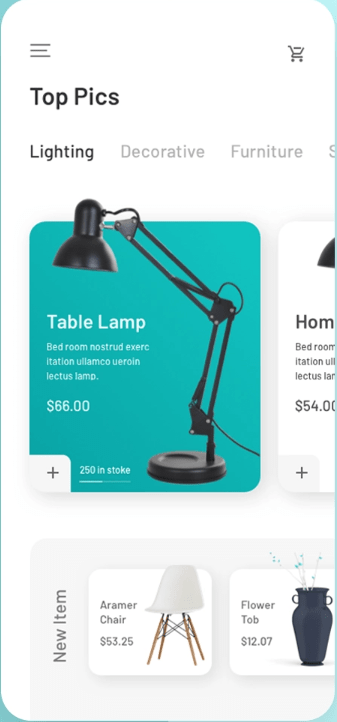 Top Pics
Lighting Decorative Furniture S
Table Lamp
Bed room nostrud exerc
itation ullamco ueroin
lectus lamp.
$66.00
250 in stoke
Hom
Bed room
itation ull
lectus lar
$54.00
New Item
Aramer
Chair
$53.25
Flower
Tob
$12.07